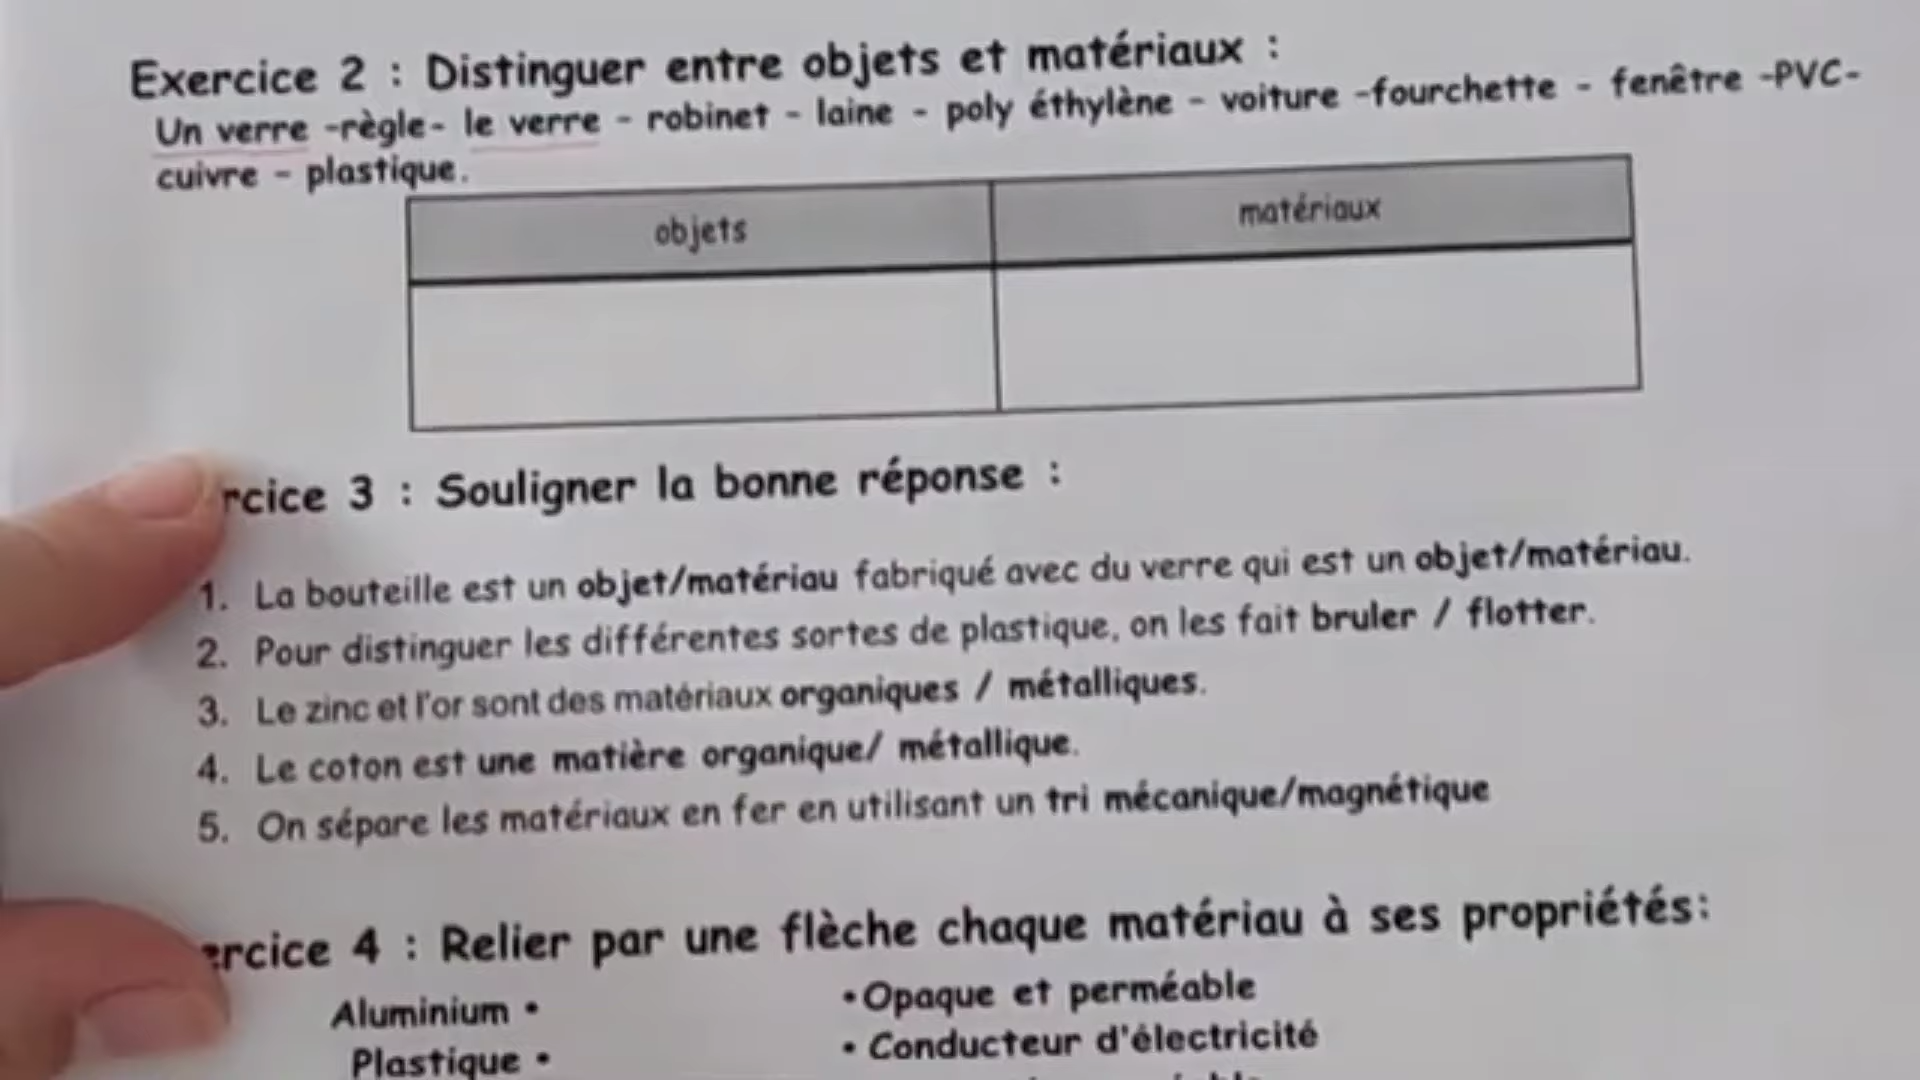 Exercice 2 : Distinguer entre objets et matériaux :
Un verre -règle- le verre - robinet - laine - poly éthylène - voiture -fourchette - fenêtre -PVC-
cuivre - plastique.
objets matériaux
rcice 3 : Souligner la bonne réponse :
1. La bouteille est un objet/matériau fabriqué avec du verre qui est un objet/matériau.
2. Pour distinguer les différentes sortes de plastique, on les fait bruler / flotter.
3. Le zinc et l'or sont des matériaux organiques / métalliques.
4. Le coton est une matière organique/ métallique.
5. On sépare les matériaux en fer en utilisant un tri mécanique/magnétique
ercice 4 : Relier par une flèche chaque matériau à ses propriétés:
Aluminium • •Opaque et perméable
Plastique • • Conducteur d'électricité